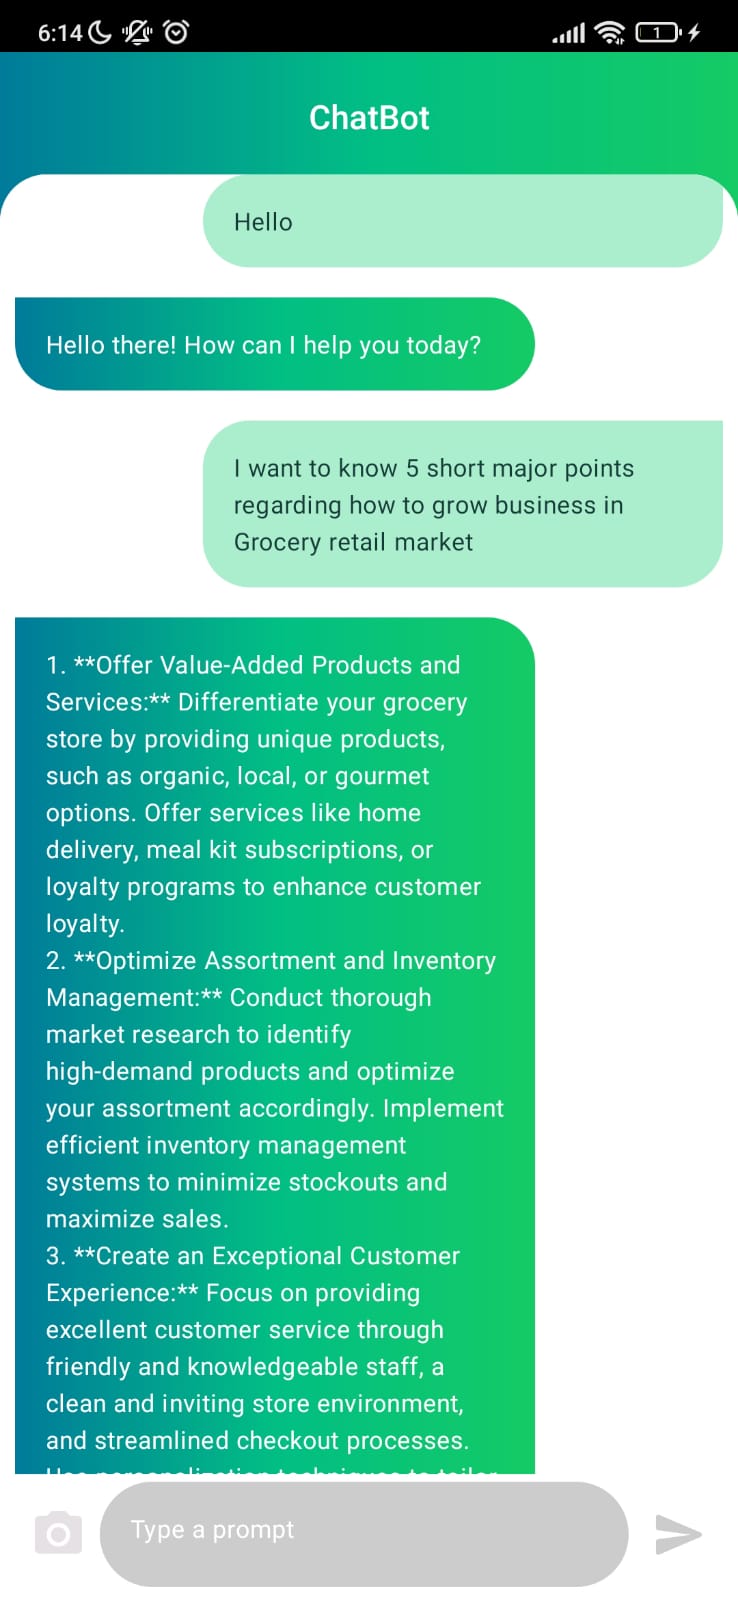 6:14
1
ChatBot
Hello
Hello there! How can I help you today?
I want to know 5 short major points
regarding how to grow business in
Grocery retail market
1. **Offer Value-Added Products and
Services:** Differentiate your grocery
store by providing unique products,
such as organic, local, or gourmet
options. Offer services like home
delivery, meal kit subscriptions, or
loyalty programs to enhance customer
loyalty.
2. **Optimize Assortment and Inventory
Management:** Conduct thorough
market research to identify
high-demand products and optimize
your assortment accordingly. Implement
efficient inventory management
systems to minimize stockouts and
maximize sales.
3. **Create an Exceptional Customer
Experience:** Focus on providing
excellent customer service through
friendly and knowledgeable staff, a
clean and inviting store environment,
and streamlined checkout processes.
Use personalization techniques to tailor
Type a prompt